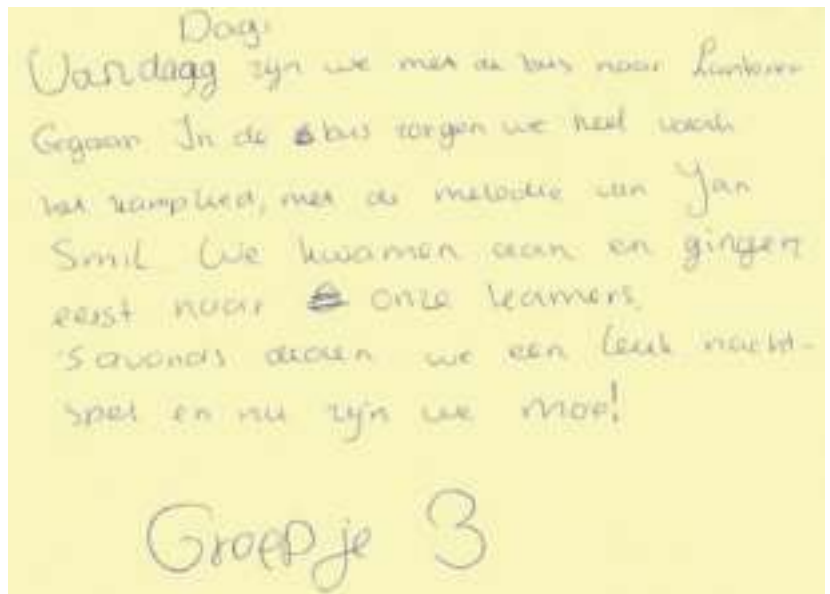 Dag.
Vandagg zijn we met de bus naar
Gegaan In de bus zongen we heel vaak
het kamplied, met de melodie van Jan
Smit We kwamen aan en gingen
eerst naar onze kamers.
's avonds deden we een leuk nacht-
spel en nu zijn we moe!
Groepje 3